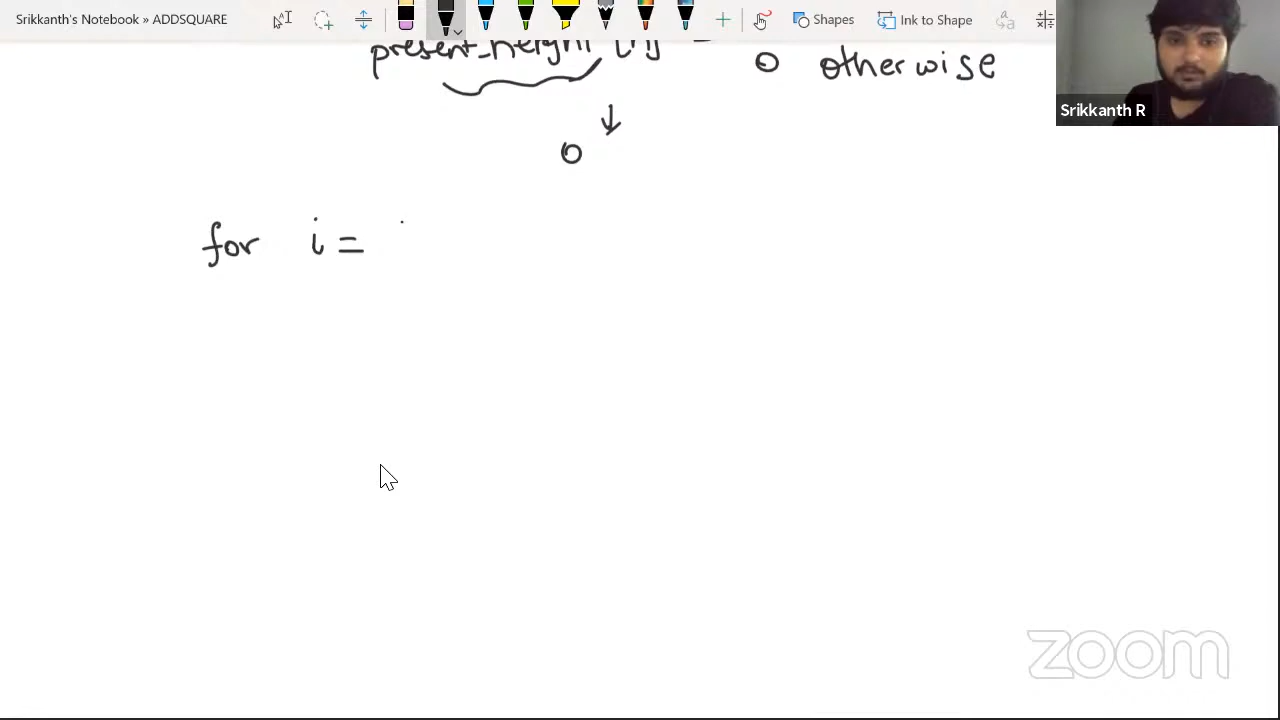 Srikkanth's Notebook » ADDSQUARE Shapes Ink to Shape
present_height [i] =
0 otherwise
Srikkanth R
↓
0
for i =
zoom